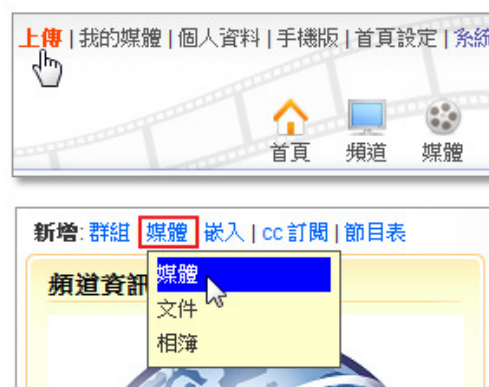 上傳 | 我的媒體 | 個人資料 | 手機版 | 首頁設定 | 系統
首頁 頻道 媒體
新增: 群組 媒體 嵌入 | cc 訂閱 | 節目表
頻道資訊
媒體
文件
相簿